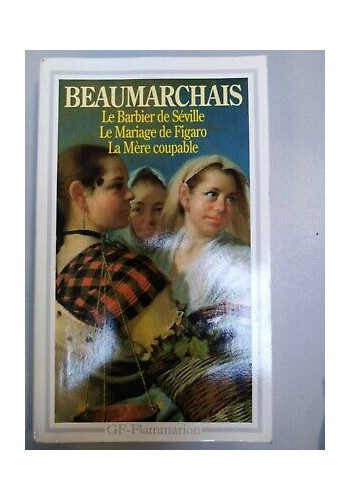 BEAUMARCHAIS
Le Barbier de Séville
Le Mariage de Figaro
La Mère coupable
GF-Flammarion